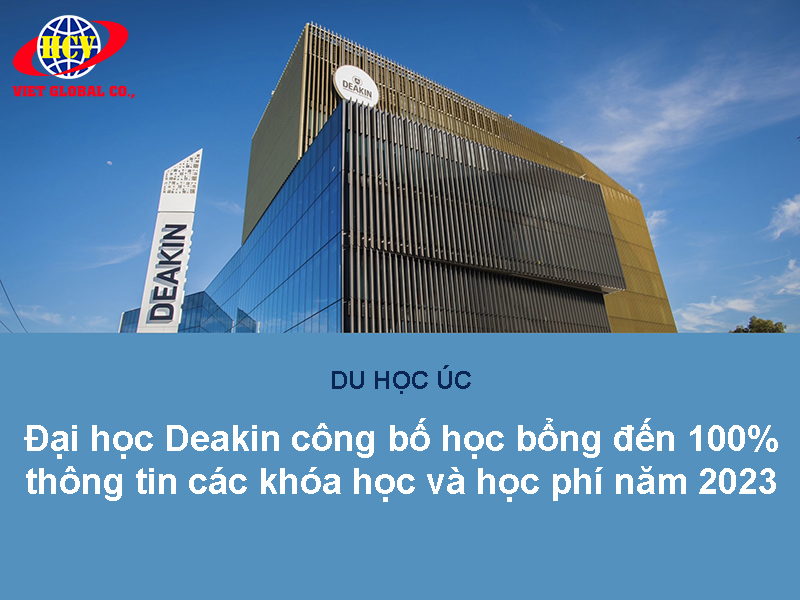 HCV
VIET GLOBAL CO.,
DEAKIN
DEAKIN
DU HỌC ÚC
Đại học Deakin công bố học bổng đến 100%
thông tin các khóa học và học phí năm 2023